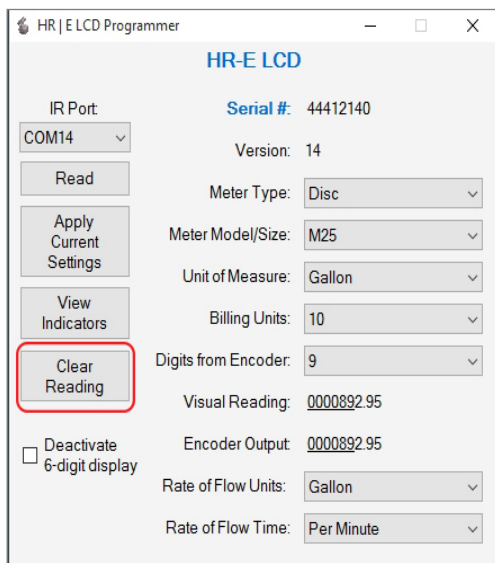 HR | E LCD Programmer
HR-E LCD
IR Port:
COM14
Read
Apply
Current
Settings
View
Indicators
Clear
Reading
Deactivate
6-digit display
Serial #: 44412140
Version: 14
Meter Type: Disc
Meter Model/Size: M25
Unit of Measure: Gallon
Billing Units: 10
Digits from Encoder: 9
Visual Reading: 0000892.95
Encoder Output: 0000892.95
Rate of Flow Units: Gallon
Rate of Flow Time: Per Minute